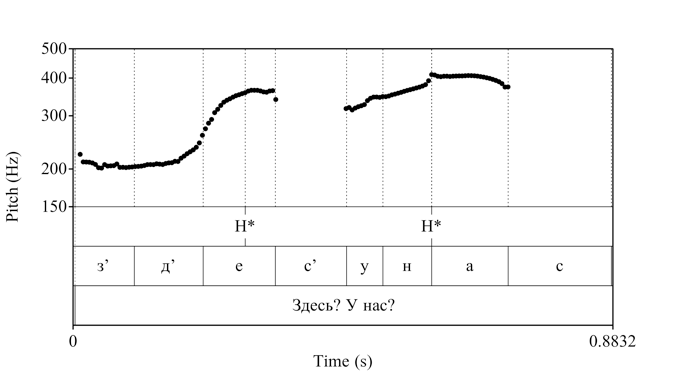 500
400
300
200
150
Pitch (Hz)
H* H*
з’ д’ е с’ у н а с
Здесь? У нас?
0 0.8832
Time (s)